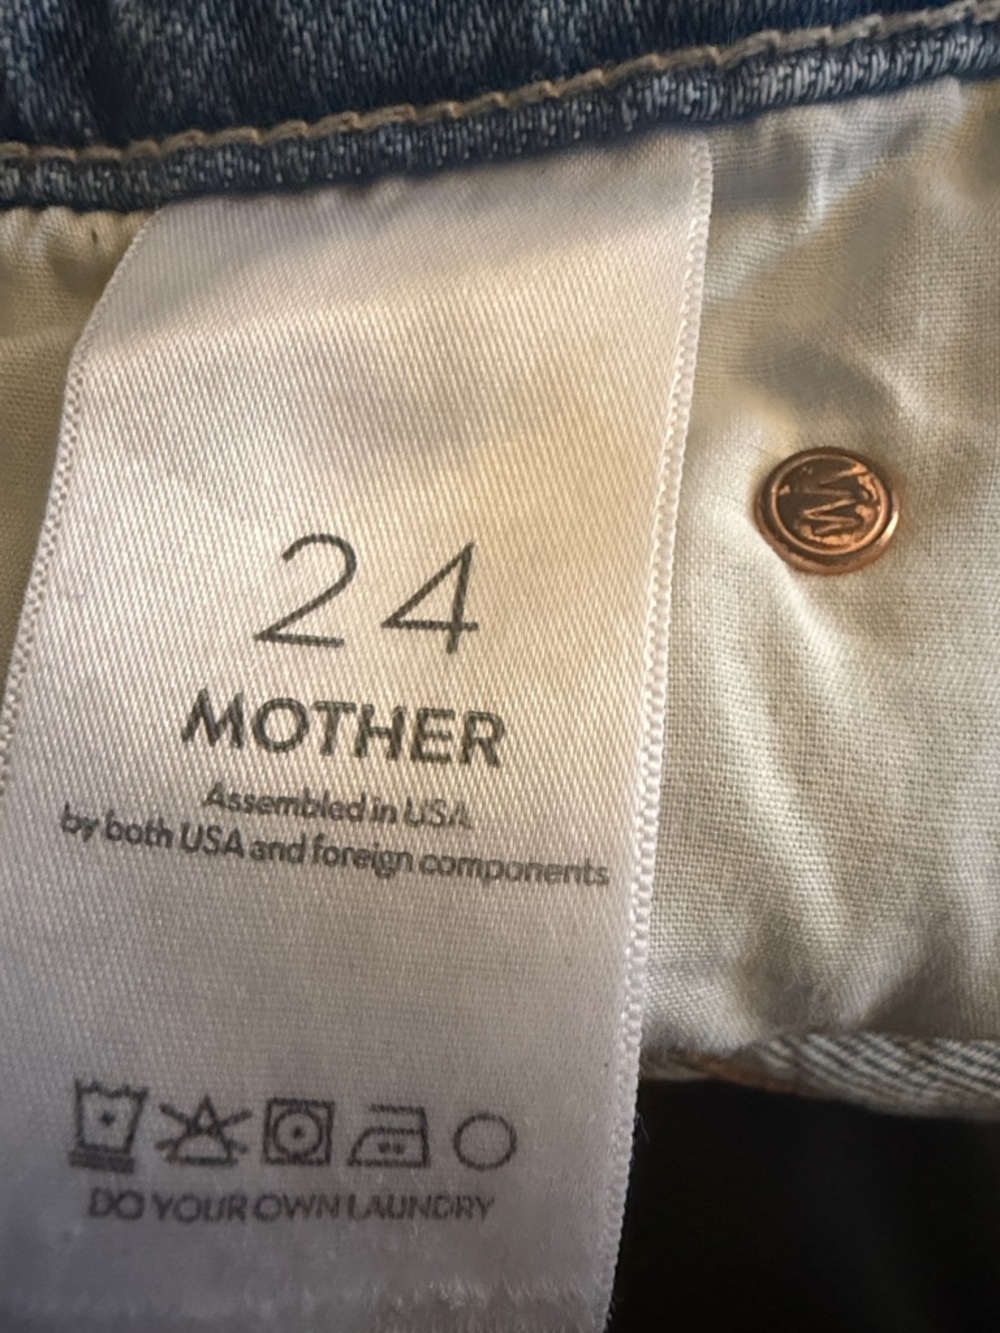 24
MOTHER
Assembled in USA
by both USA and foreign components
DO YOUR OWN LAUNDRY
M